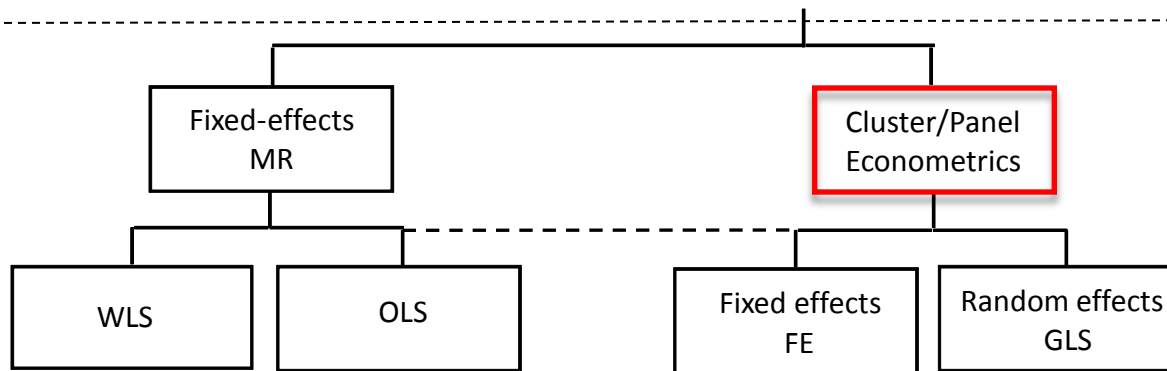 Fixed-effects
MR
Cluster/Panel
Econometrics
WLS
OLS
Fixed effects
FE
Random effects
GLS